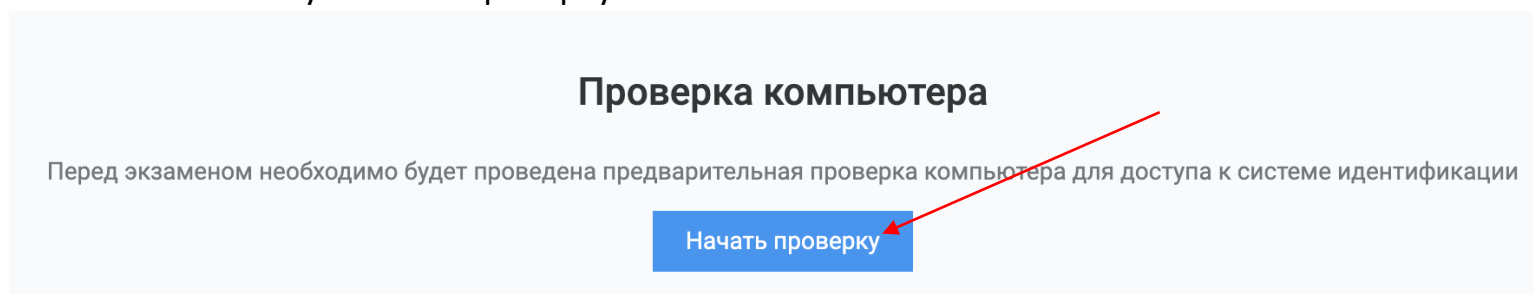 Проверка компьютера
Перед экзаменом необходимо будет проведена предварительная проверка компьютера для доступа к системе идентификации
Начать проверку